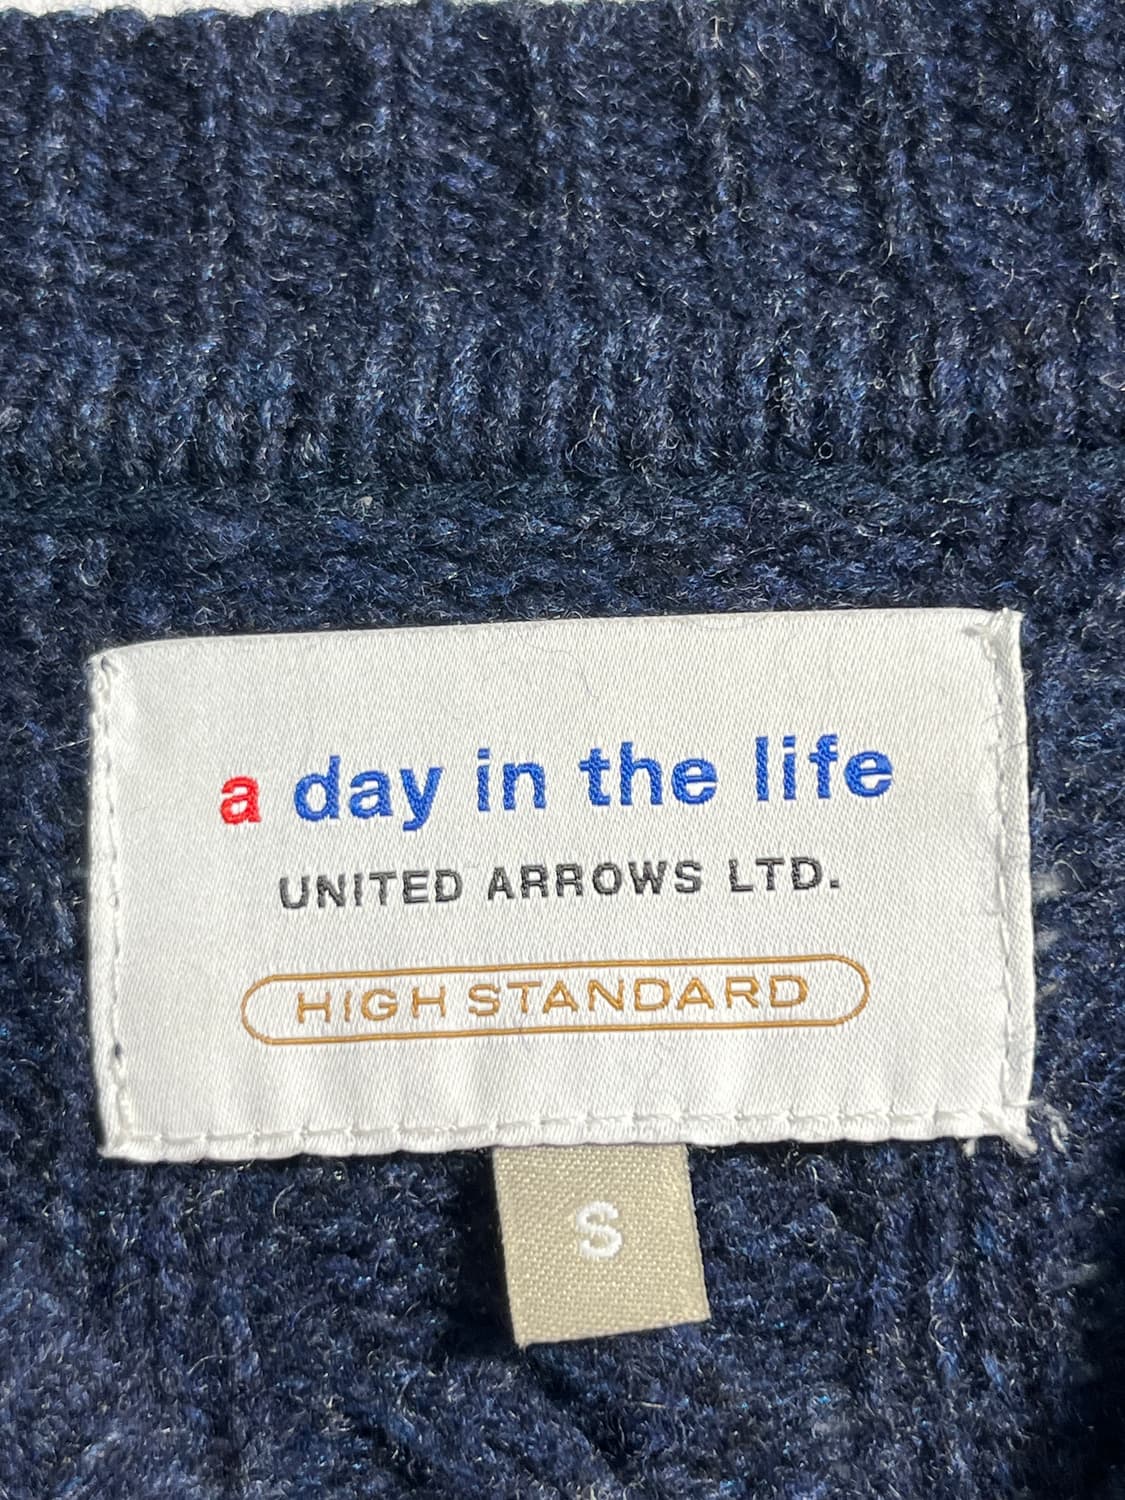 a day in the life
UNITED ARROWS LTD.
HIGH STANDARD
S